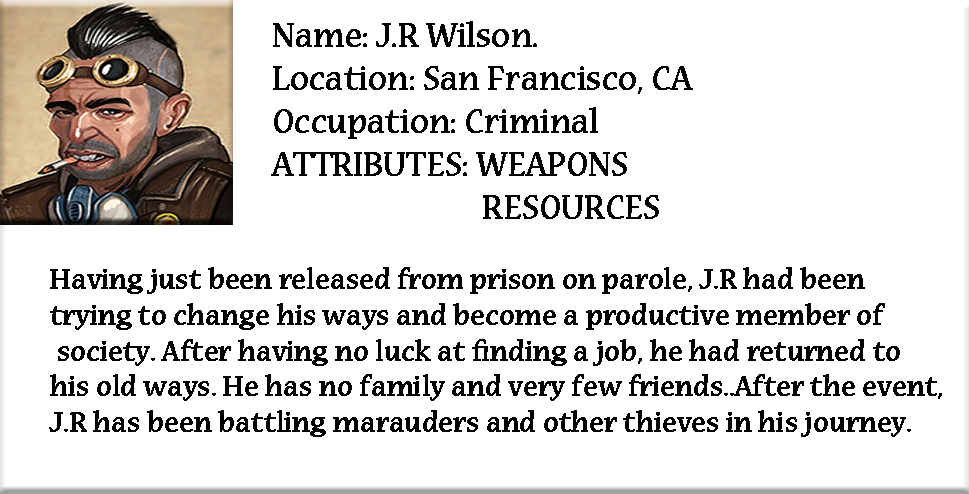 Name: J.R Wilson.
Location: San Francisco, CA
Occupation: Criminal
ATTRIBUTES: WEAPONS
RESOURCES
Having just been released from prison on parole, J.R had been
trying to change his ways and become a productive member of
society. After having no luck at finding a job, he had returned to
his old ways. He has no family and very few friends..After the event,
J.R has been battling marauders and other thieves in his journey.